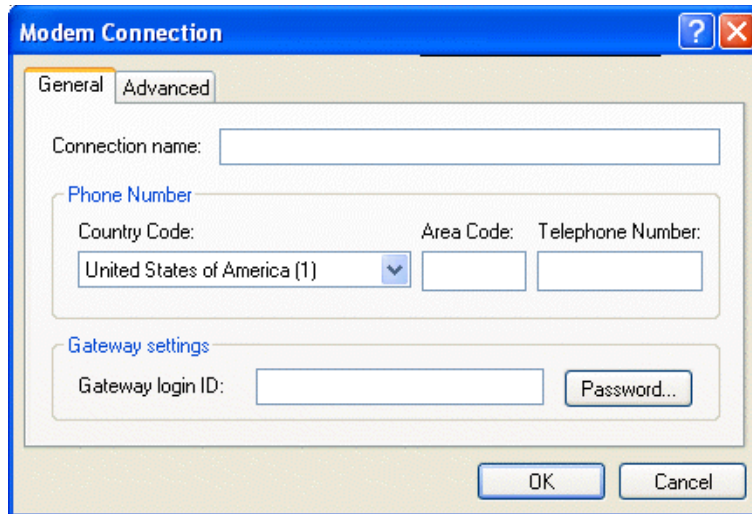 Modem Connection
General Advanced
Connection name:
Phone Number
Country Code: Area Code: Telephone Number:
United States of America (1)
Gateway settings
Gateway login ID: Password...
OK Cancel